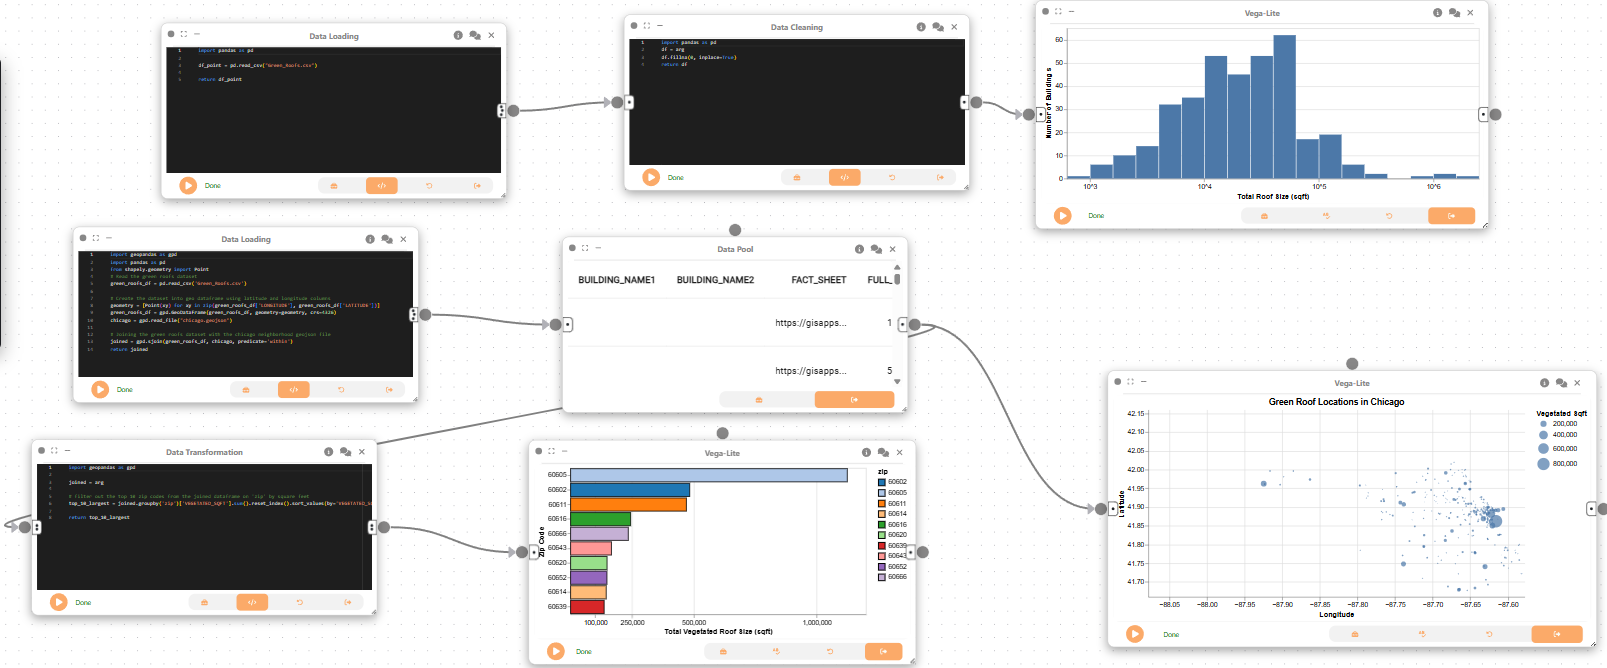 Data Loading
1 import pandas as pd
2
3 df_point = pd.read_csv("Green_Roofs.csv")
4
5 return df_point
Done
Data Cleaning
1 import pandas as pd
2 df = arg
3 df.fillna(0, inplace=True)
4 return df
Done
Vega-Lite
Number of Buildings
60
50
40
30
20
10
0
10^3 10^4 10^5 10^6
Total Roof Size (sqft)
Done
Data Loading
1 import geopandas as gpd
2 import pandas as pd
3 from shapely.geometry import Point
4 # Read the green roofs dataset
5 green_roofs_df = pd.read_csv('Green_Roofs.csv')
6
7 # Create the dataset into geo dataframe using latitude and longitude columns
8 geometry = [Point(xy) for xy in zip(green_roofs_df['LONGITUDE'], green_roofs_df['LATITUDE'])]
9 green_roofs_df = gpd.GeoDataFrame(green_roofs_df, geometry=geometry, crs=4326)
10 chicago = gpd.read_file("chicago.geojson")
11
12 # Joining the green roofs dataset with the chicago neighborhood geojson file
13 joined = gpd.sjoin(green_roofs_df, chicago, predicate='within')
14 return joined
Done
Data Pool
BUILDING_NAME1 BUILDING_NAME2 FACT_SHEET FULL_
https://gisapps... 1
https://gisapps... 5
Data Transformation
1 import geopandas as gpd
2
3 joined = arg
4
5 # Filter out the top 10 zip codes from the joined dataframe on 'zip' by square feet
6 top_10_largest = joined.groupby('zip')['VEGETATED_SQFT'].sum().reset_index().sort_values(by='VEGETATED_S
7
8 return top_10_largest
Done
Vega-Lite
Zip Code
60605
60602
60611
60616
60666
60643
60620
60652
60614
60639
100,000 250,000 500,000 1,000,000
Total Vegetated Roof Size (sqft)
zip
60602
60605
60611
60614
60616
60620
60639
60643
60652
60666
Done
Vega-Lite
Green Roof Locations in Chicago
Latitude
42.15
42.10
42.05
42.00
41.95
41.90
41.85
41.80
41.75
41.70
−88.05 −88.00 −87.95 −87.90 −87.85 −87.80 −87.75 −87.70 −87.65 −87.60
Longitude
Vegetated Sqft
200,000
400,000
600,000
800,000
Done